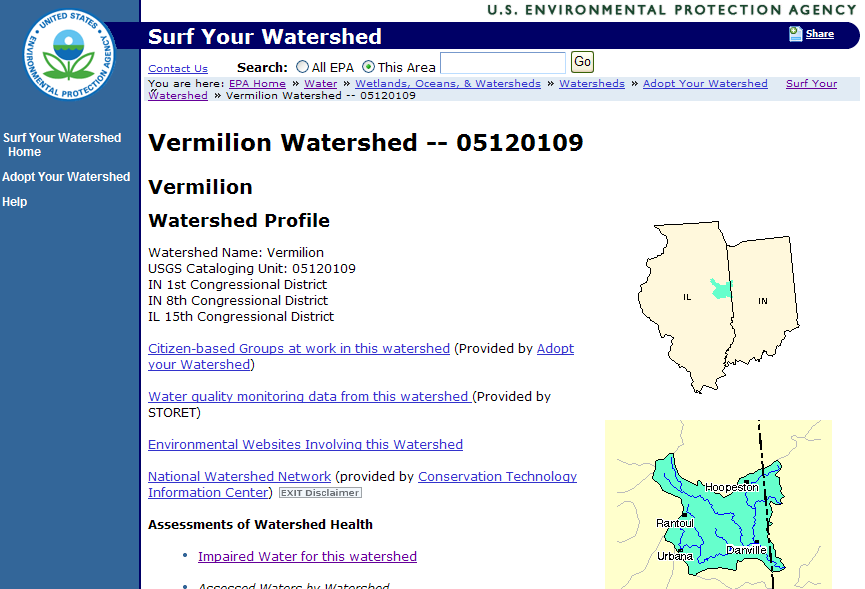 U.S. ENVIRONMENTAL PROTECTION AGENCY
UNITED STATES
ENVIRONMENTAL PROTECTION AGENCY
Surf Your Watershed
Share
Contact Us Search: All EPA This Area Go
You are here: EPA Home » Water » Wetlands, Oceans, & Watersheds » Watersheds » Adopt Your Watershed Surf Your
Watershed » Vermilion Watershed -- 05120109
Surf Your Watershed
Home
Adopt Your Watershed
Help
Vermilion Watershed -- 05120109
Vermilion
Watershed Profile
Watershed Name: Vermilion
USGS Cataloging Unit: 05120109
IN 1st Congressional District
IN 8th Congressional District
IL 15th Congressional District
Citizen-based Groups at work in this watershed (Provided by Adopt
your Watershed)
Water quality monitoring data from this watershed (Provided by
STORET)
Environmental Websites Involving this Watershed
National Watershed Network (provided by Conservation Technology
Information Center) EXIT Disclaimer
Assessments of Watershed Health
• Impaired Water for this watershed
• Assessed Waters by Watershed
IL
IN
Hoopeston
Rantoul
Urbana
Danville